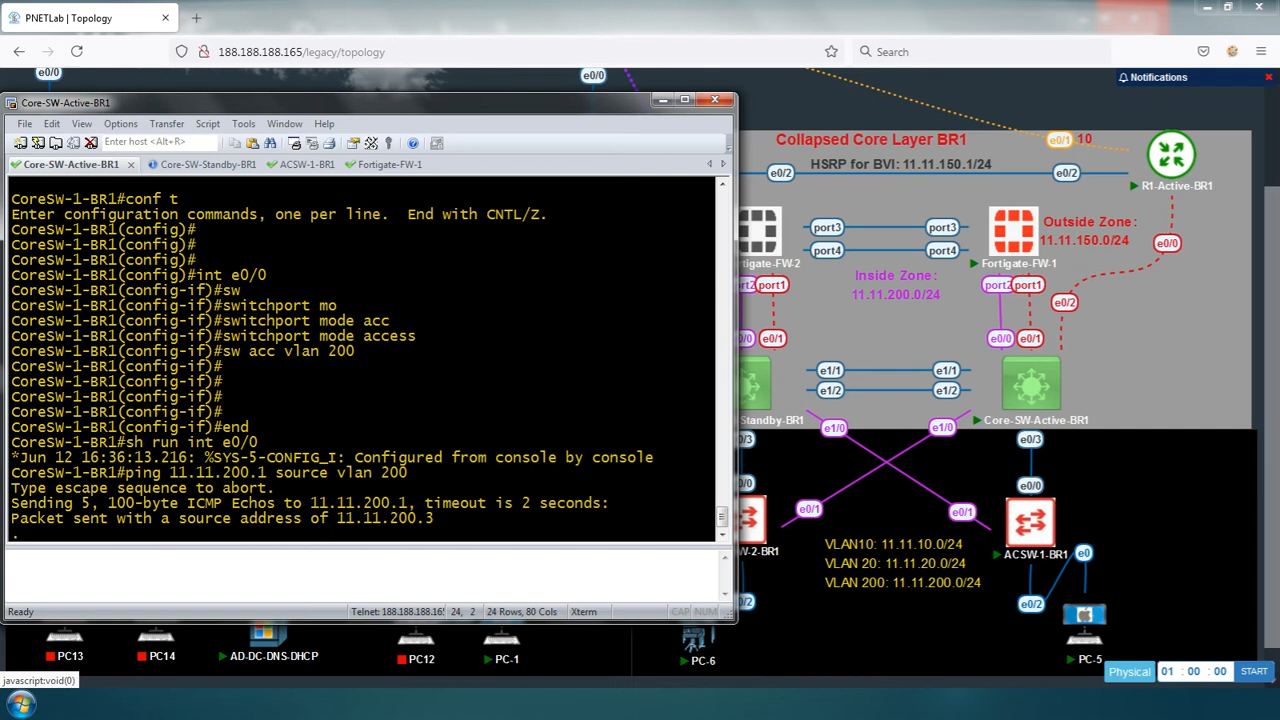 PNETLab | Topology
188.188.188.165/legacy/topology
Search
Notifications
e0/0
e0/0
Core-SW-Active-BR1
File Edit View Options Transfer Script Tools Window Help
Enter host <Alt+R>
Core-SW-Active-BR1
Core-SW-Standby-BR1
ACSW-1-BR1
Fortigate-FW-1
CoreSW-1-BR1#conf t
Enter configuration commands, one per line.  End with CNTL/Z.
CoreSW-1-BR1(config)#
CoreSW-1-BR1(config)#
CoreSW-1-BR1(config)#
CoreSW-1-BR1(config)#int e0/0
CoreSW-1-BR1(config-if)#sw
CoreSW-1-BR1(config-if)#switchport mo
CoreSW-1-BR1(config-if)#switchport mode acc
CoreSW-1-BR1(config-if)#switchport mode access
CoreSW-1-BR1(config-if)#sw acc vlan 200
CoreSW-1-BR1(config-if)#
CoreSW-1-BR1(config-if)#
CoreSW-1-BR1(config-if)#
CoreSW-1-BR1(config-if)#
CoreSW-1-BR1(config-if)#end
CoreSW-1-BR1#sh run int e0/0
*Jun 12 16:36:13.216: %SYS-5-CONFIG_I: Configured from console by console
CoreSW-1-BR1#ping 11.11.200.1 source vlan 200
Type escape sequence to abort.
Sending 5, 100-byte ICMP Echos to 11.11.200.1, timeout is 2 seconds:
Packet sent with a source address of 11.11.200.3
.
Ready
Telnet: 188.188.188.165
24, 2
24 Rows, 80 Cols
Xterm
CAP NUM
Collapsed Core Layer BR1
e0/1
10
HSRP for BVI: 11.11.150.1/24
e0/2
e0/2
R1-Active-BR1
port3
port3
Outside Zone:
11.11.150.0/24
port4
port4
e0/0
tigate-FW-2
Fortigate-FW-1
Inside Zone:
11.11.200.0/24
port2
port1
port2
port1
e0/2
e0/0
e0/1
e0/0
e0/1
e1/1
e1/1
e1/2
e1/2
Standby-BR1
Core-SW-Active-BR1
e1/0
e1/0
0/3
e0/3
0/0
e0/0
e0/1
e0/1
VLAN10: 11.11.10.0/24
VLAN 20: 11.11.20.0/24
VLAN 200: 11.11.200.0/24
W-2-BR1
ACSW-1-BR1
e0
0/2
e0/2
PC13
PC14
AD-DC-DNS-DHCP
PC12
PC-1
PC-6
PC-5
Physical
01 : 00 : 00
START
javascript:void(0)